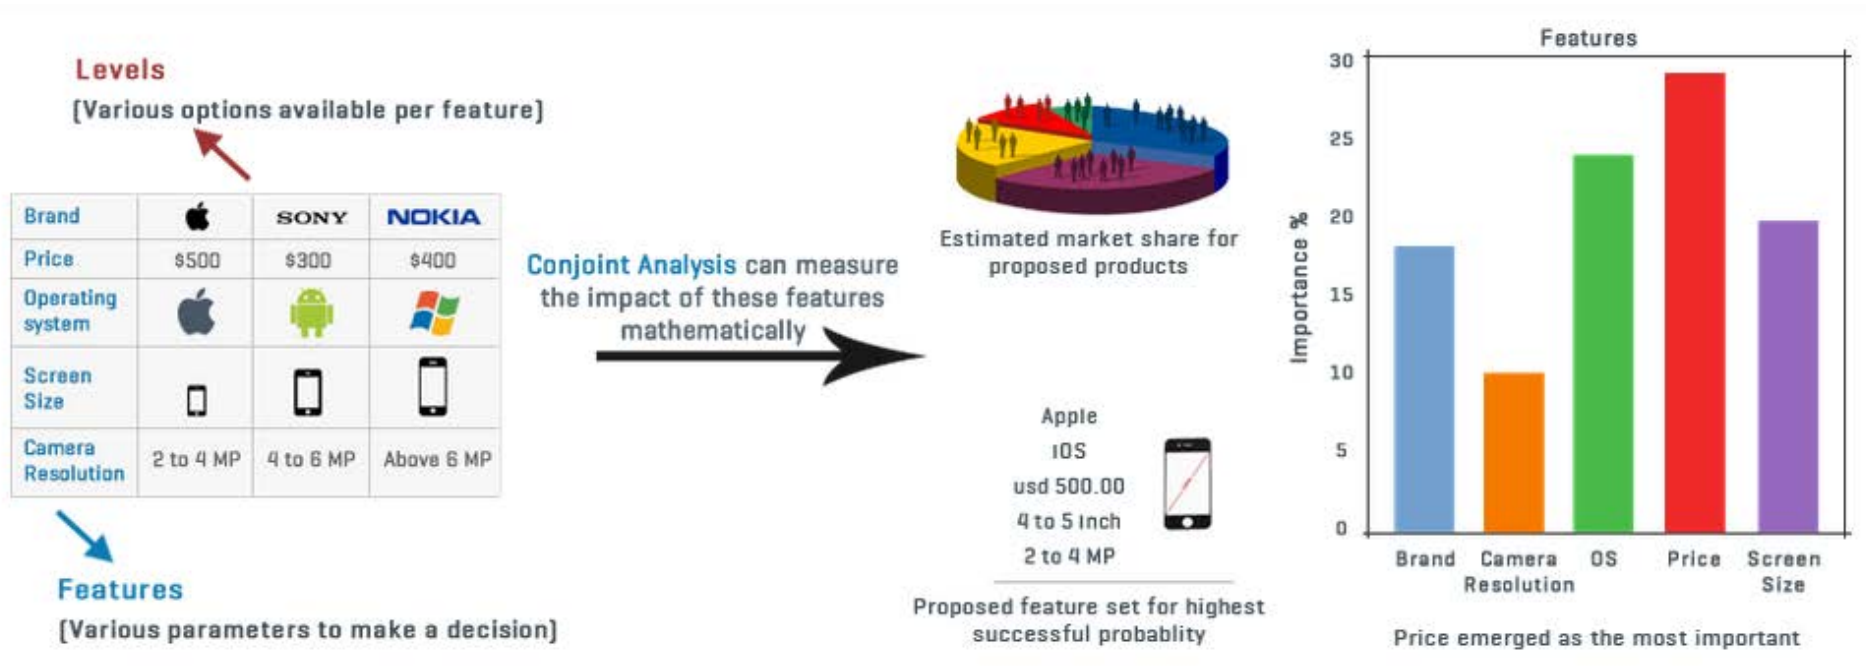 Levels
(Various options available per feature)
Brand SONY NOKIA
Price $500 $300 $400
Operating
system
Screen
Size
Camera
Resolution 2 to 4 MP 4 to 6 MP Above 6 MP
Features
(Various parameters to make a decision)
Conjoint Analysis can measure
the impact of these features
mathematically
Estimated market share for
proposed products
Apple
iOS
usd 500.00
4 to 5 Inch
2 to 4 MP
Proposed feature set for highest
successful probablity
Features
Importance %
30
25
20
15
10
5
0
Brand Camera OS Price Screen
Resolution Size
Price emerged as the most important